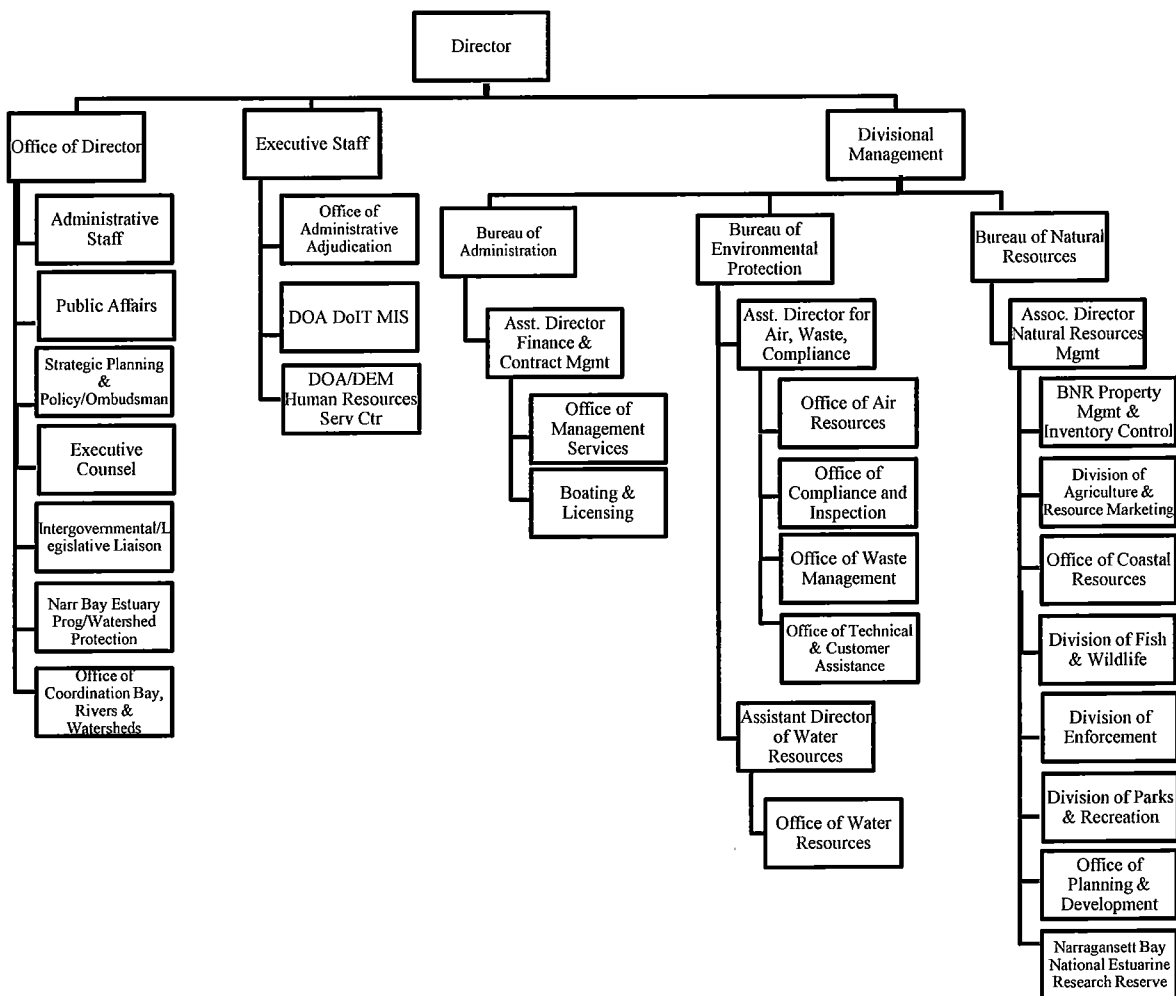 Director
Office of Director
Administrative
Staff
Public Affairs
Strategic Planning
&
Policy/Ombudsman
Executive
Counsel
Intergovernmental/L
egislative Liaison
Narr Bay Estuary
Prog/Watershed
Protection
Office of
Coordination Bay,
Rivers &
Watersheds
Executive Staff
Office of
Administrative
Adjudication
DOA DoIT MIS
DOA/DEM
Human Resources
Serv Ctr
Divisional
Management
Bureau of
Administration
Asst. Director
Finance &
Contract Mgmt
Office of
Management
Services
Boating &
Licensing
Bureau of
Environmental
Protection
Asst. Director for
Air, Waste,
Compliance
Office of Air
Resources
Office of
Compliance and
Inspection
Office of Waste
Management
Office of Technical
& Customer
Assistance
Assistant Director
of Water
Resources
Office of Water
Resources
Bureau of Natural
Resources
Assoc. Director
Natural Resources
Mgmt
BNR Property
Mgmt &
Inventory Control
Division of
Agriculture &
Resource Marketing
Office of Coastal
Resources
Division of Fish
& Wildlife
Division of
Enforcement
Division of Parks
& Recreation
Office of
Planning &
Development
Narragansett Bay
National Estuarine
Research Reserve